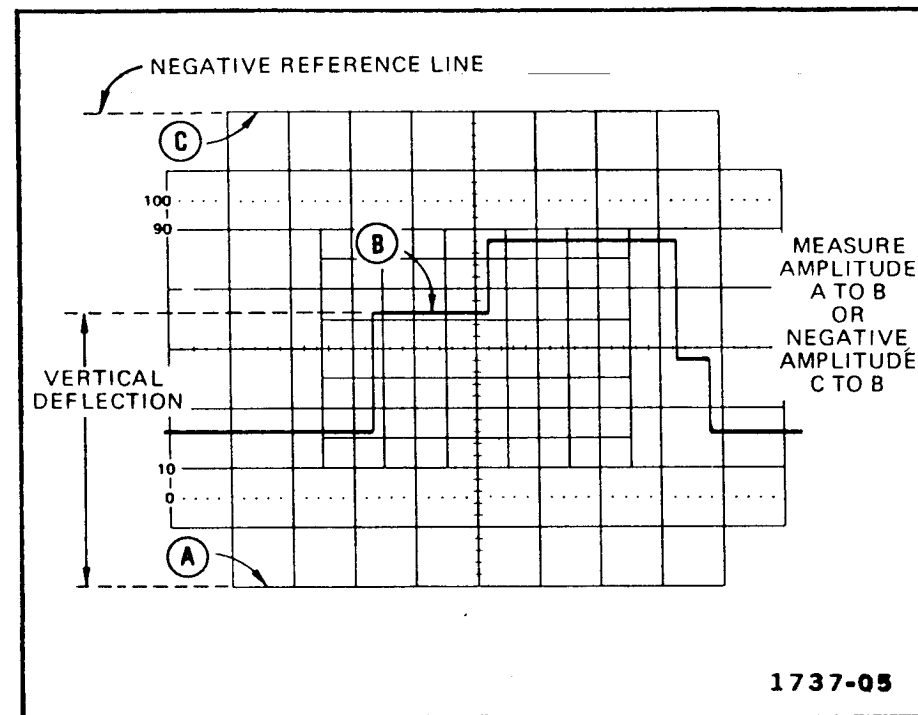 NEGATIVE REFERENCE LINE
C
100
90
B
MEASURE
AMPLITUDE
A TO B
OR
NEGATIVE
AMPLITUDE
C TO B
VERTICAL
DEFLECTION
10
0
A
1737-05